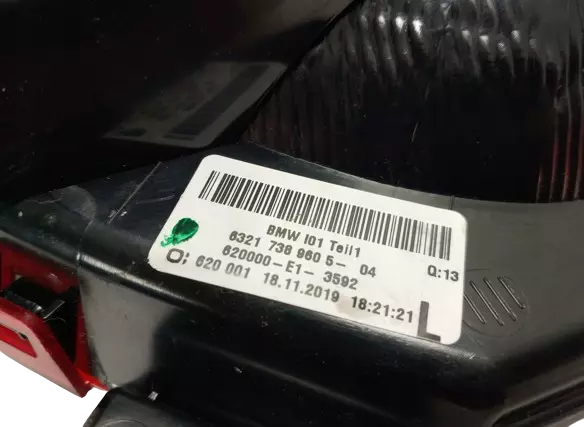 BMW I01 Teil1
6321 738 960 5- 04 Q:13
620000-E1- 3592
O; 620 001 18.11.2019 18:21:21
L